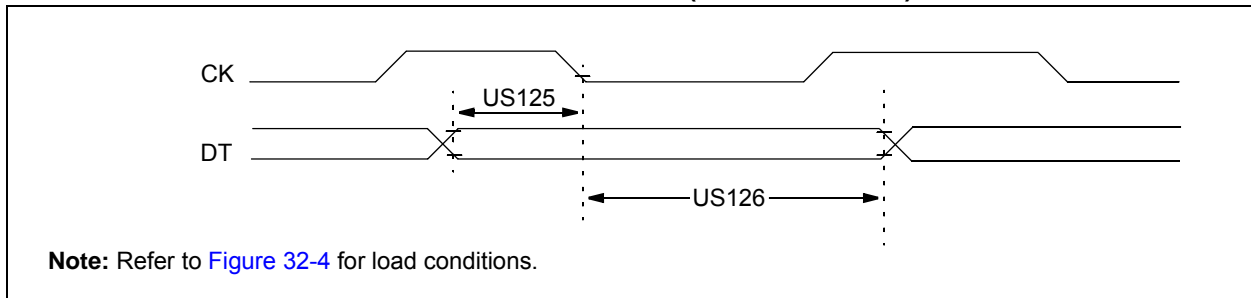 CK
US125
DT
US126
Note: Refer to Figure 32-4 for load conditions.